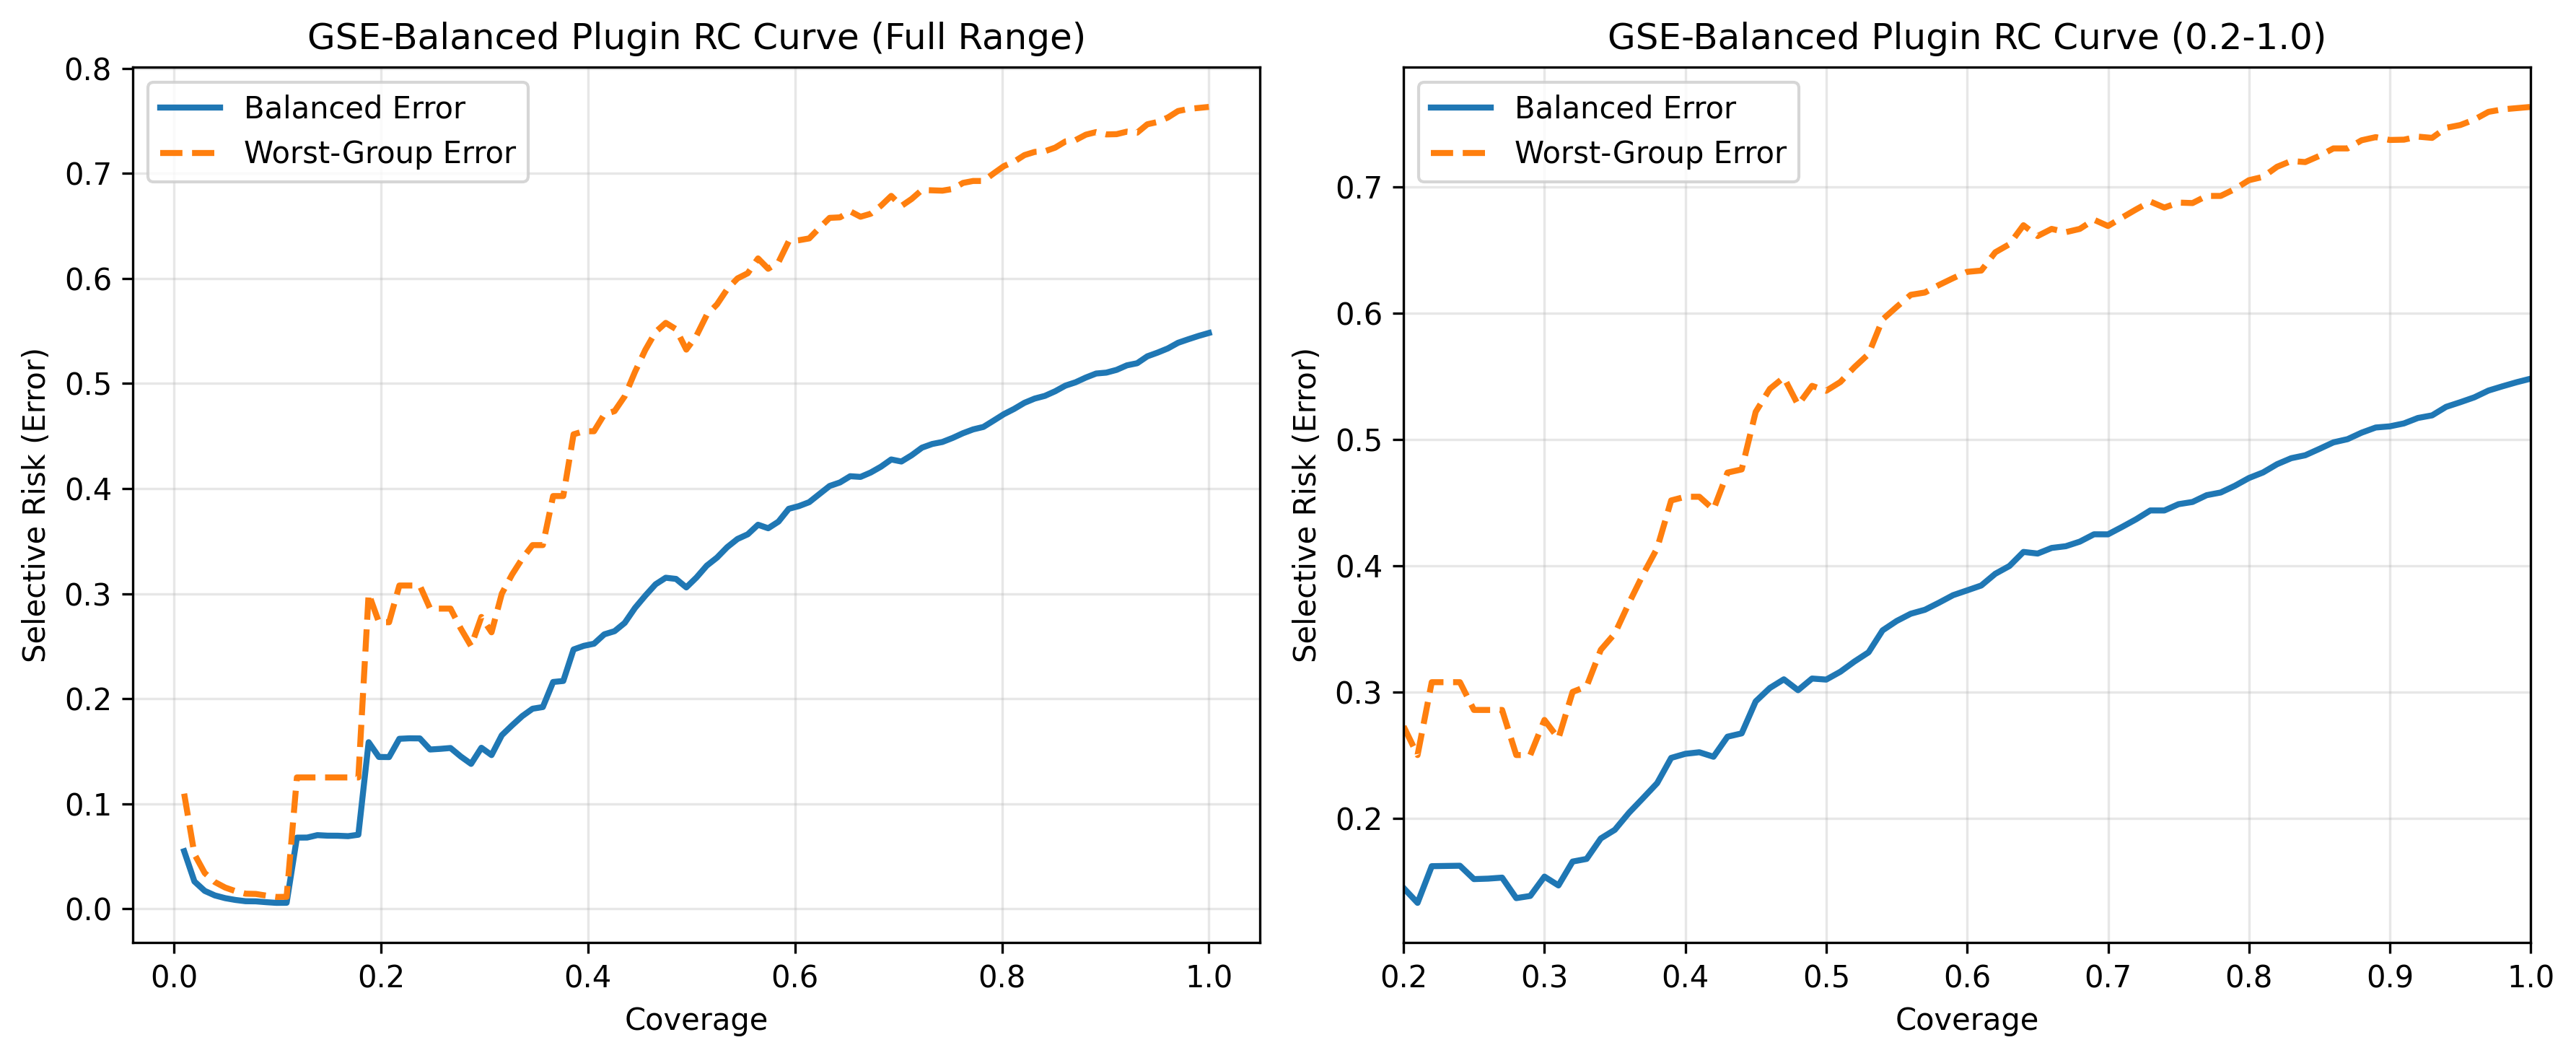 GSE-Balanced Plugin RC Curve (Full Range)
Balanced Error
Worst-Group Error
Selective Risk (Error)
0.8
0.7
0.6
0.5
0.4
0.3
0.2
0.1
0.0
0.0 0.2 0.4 0.6 0.8 1.0
Coverage
GSE-Balanced Plugin RC Curve (0.2-1.0)
Balanced Error
Worst-Group Error
Selective Risk (Error)
0.7
0.6
0.5
0.4
0.3
0.2
0.2 0.3 0.4 0.5 0.6 0.7 0.8 0.9 1.0
Coverage